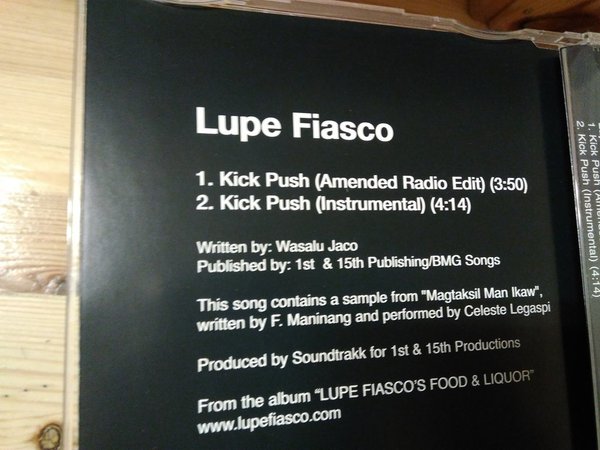 Lupe Fiasco
1. Kick Push (Amended Radio Edit) (3:50)
2. Kick Push (Instrumental) (4:14)
Written by: Wasalu Jaco
Published by: 1st & 15th Publishing/BMG Songs
This song contains a sample from "Magtaksil Man Ikaw",
written by F. Maninang and performed by Celeste Legaspi
Produced by Soundtrakk for 1st & 15th Productions
From the album “LUPE FIASCO'S FOOD & LIQUOR”
www.lupefiasco.com
1. Kick Push
2. Kick Push (Instrumental) (4:14)